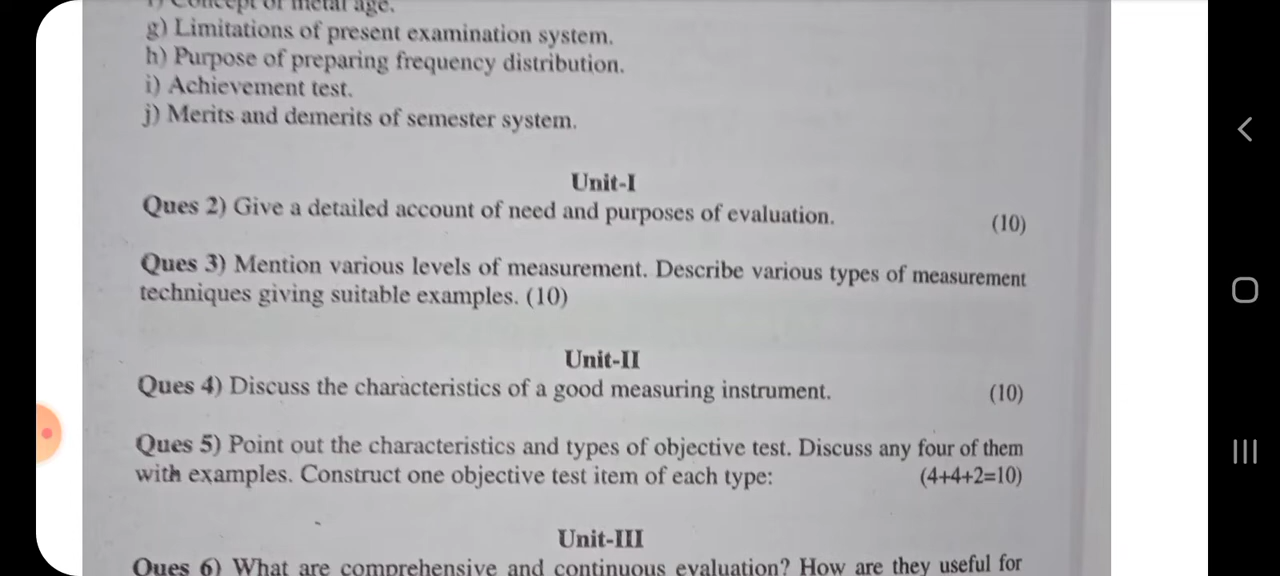 f) Concept of metal age.
g) Limitations of present examination system.
h) Purpose of preparing frequency distribution.
i) Achievement test.
j) Merits and demerits of semester system.
Unit-I
Ques 2) Give a detailed account of need and purposes of evaluation. (10)
Ques 3) Mention various levels of measurement. Describe various types of measurement
techniques giving suitable examples. (10)
Unit-II
Ques 4) Discuss the characteristics of a good measuring instrument. (10)
Ques 5) Point out the characteristics and types of objective test. Discuss any four of them
with examples. Construct one objective test item of each type: (4+4+2=10)
Unit-III
Ques 6) What are comprehensive and continuous evaluation? How are they useful for